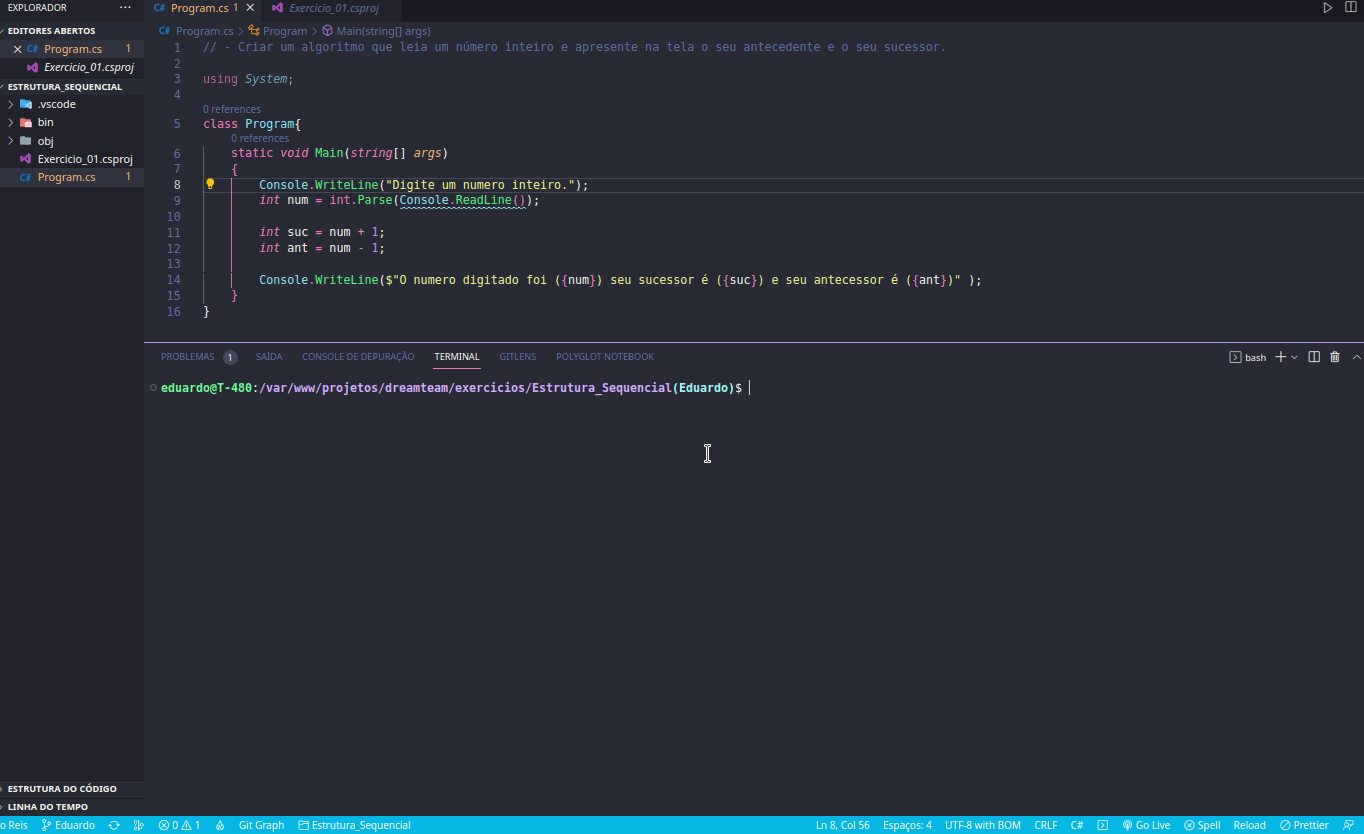 EXPLORADOR ···
EDITORES ABERTOS
C# Program.cs 1
Exercicio_01.csproj
ESTRUTURA_SEQUENCIAL
.vscode
bin
obj
Exercicio_01.csproj
C# Program.cs 1
ESTRUTURA DO CÓDIGO
LINHA DO TEMPO
C# Program.cs 1 Exercicio_01.csproj
C# Program.cs > Program > Main(string[] args)
1 // - Criar um algoritmo que leia um número inteiro e apresente na tela o seu antecedente e o seu sucessor.
2
3 using System;
4
0 references
5 class Program{
0 references
6 static void Main(string[] args)
7 {
8 Console.WriteLine("Digite um numero inteiro.");
9 int num = int.Parse(Console.ReadLine());
10
11 int suc = num + 1;
12 int ant = num - 1;
13
14 Console.WriteLine($"O numero digitado foi ({num}) seu sucessor é ({suc}) e seu antecessor é ({ant})" );
15 }
16 }
PROBLEMAS 1 SAÍDA CONSOLE DE DEPURAÇÃO TERMINAL GITLENS POLYGLOT NOTEBOOK bash
eduardo@T-480:/var/www/projetos/dreamteam/exercicios/Estrutura_Sequencial(Eduardo)$
o Reis Eduardo 0 1 Git Graph Estrutura_Sequencial Ln 8, Col 56 Espaços: 4 UTF-8 with BOM CRLF C# Go Live Spell Reload Prettier